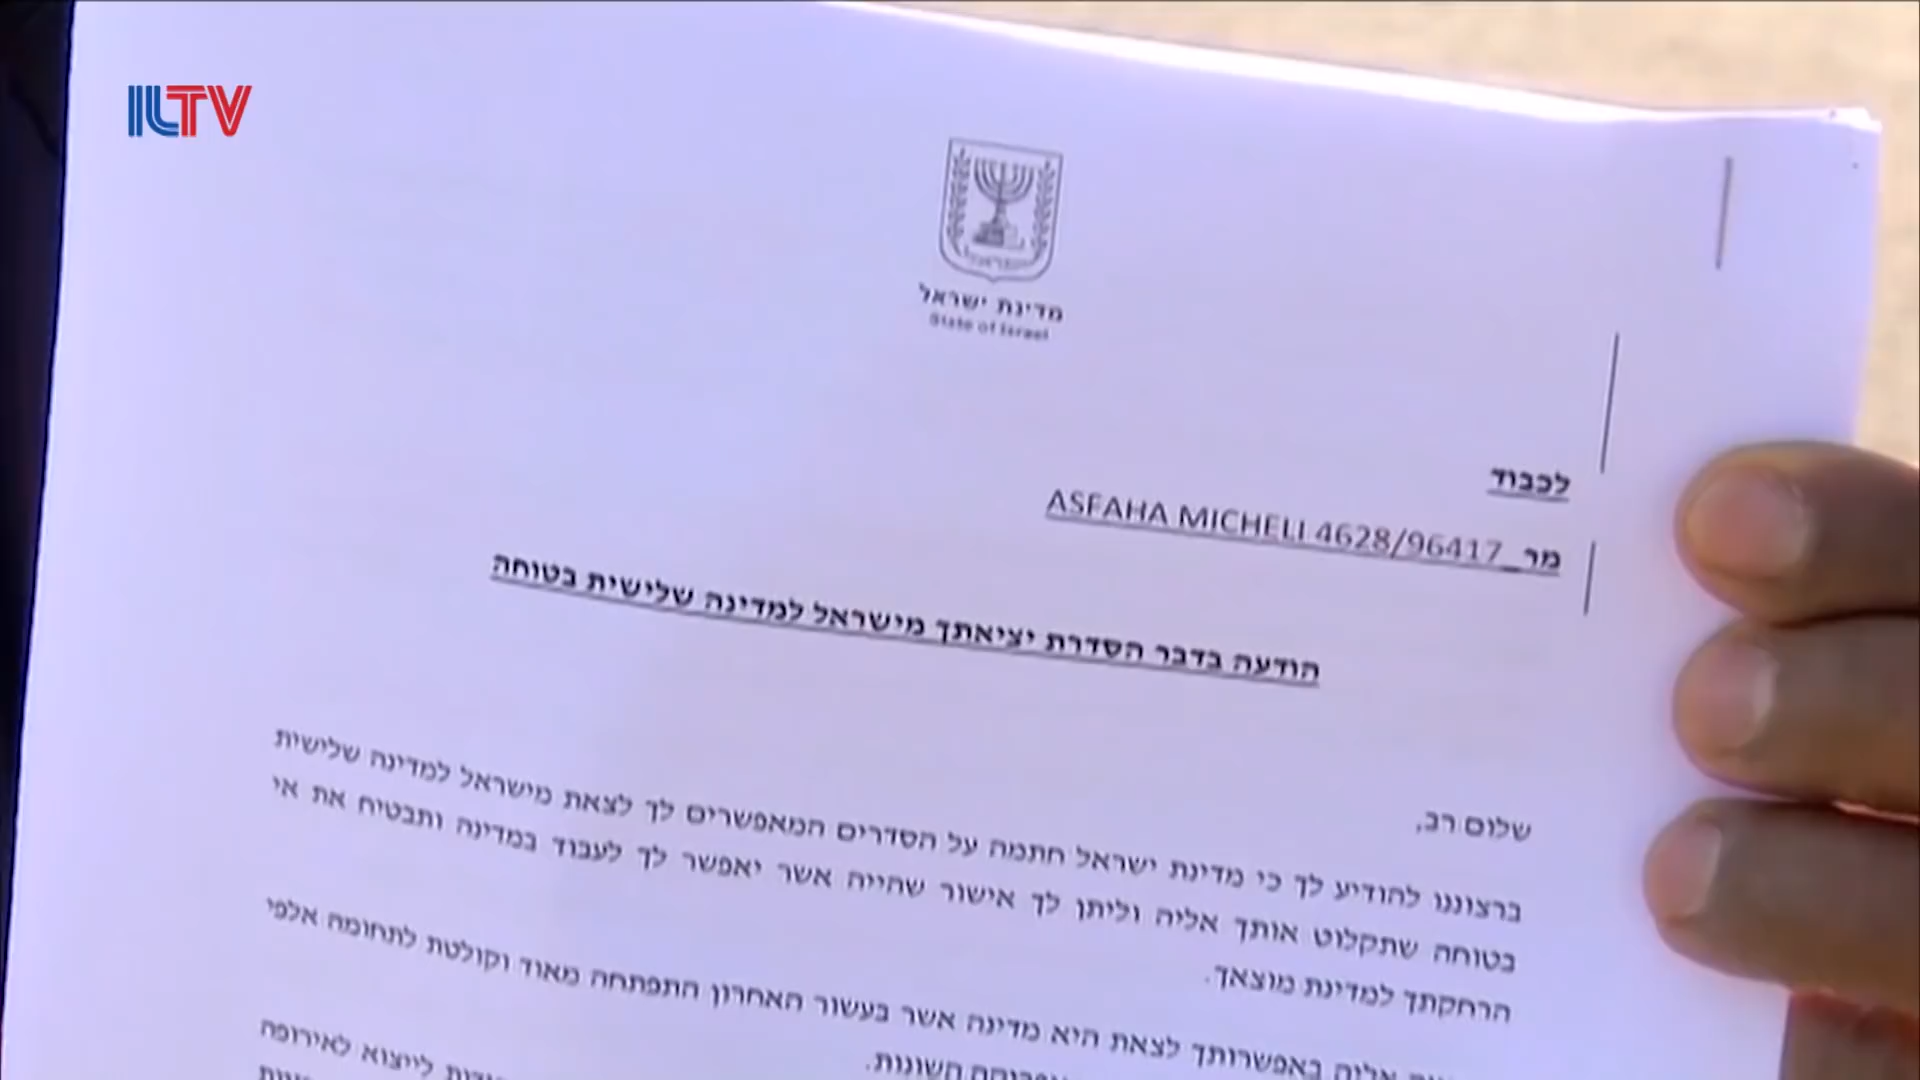 ILTV
מדינת ישראל
State of Israel
לכבוד
מר_ASFAHA MICHELI 4628/96417
הודעה בדבר הסדרת יציאתך מישראל למדינה שלישית בטוחה
שלום רב,
ברצוננו להודיע לך כי מדינת ישראל חתמה על הסדרים המאפשרים לך לצאת מישראל למדינה שלישית
בטוחה שתקלוט אותך אליה וליתן לך אישור שהייה אשר יאפשר לך לעבוד במדינה ותבטיח את אי
הרחקתך למדינת מוצאך.
אליה באפשרותך לצאת היא מדינה אשר בעשור האחרון התפתחה מאוד וקולטת לתחומה אלפי
השונות.
לייצוא לאירופה